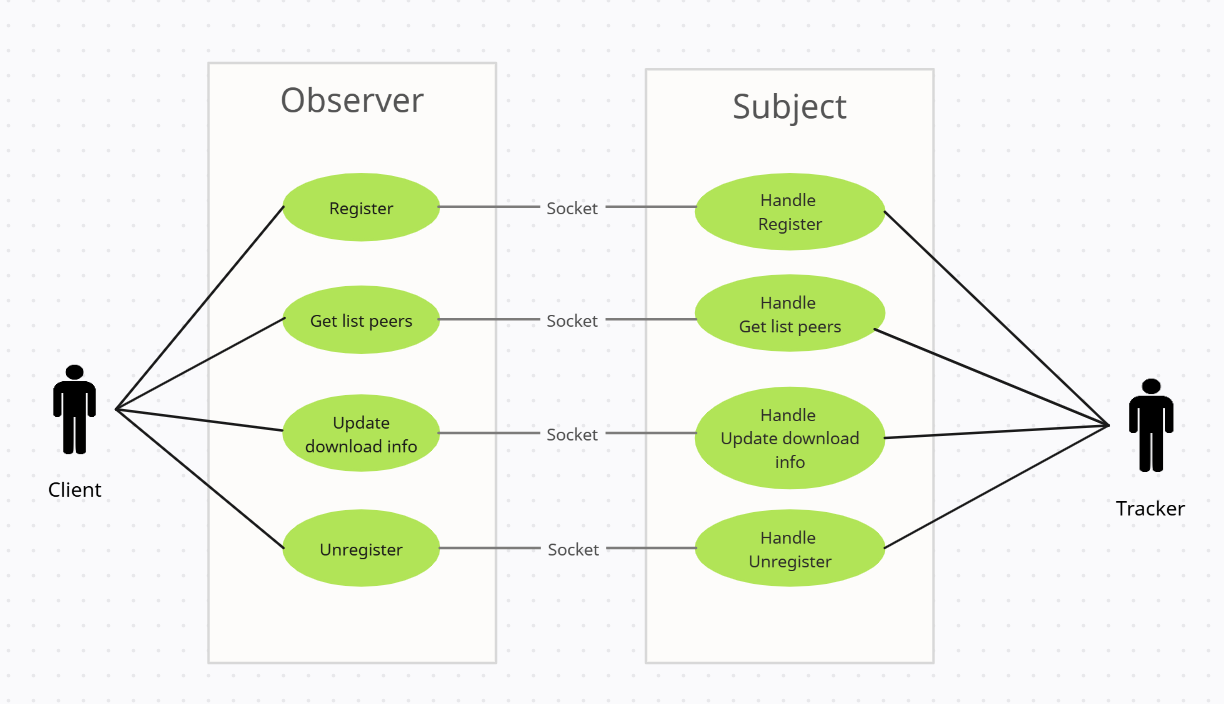 Observer
Subject
Register
Socket
Handle
Register
Get list peers
Socket
Handle
Get list peers
Update
download info
Socket
Handle
Update download
info
Unregister
Socket
Handle
Unregister
Client
Tracker